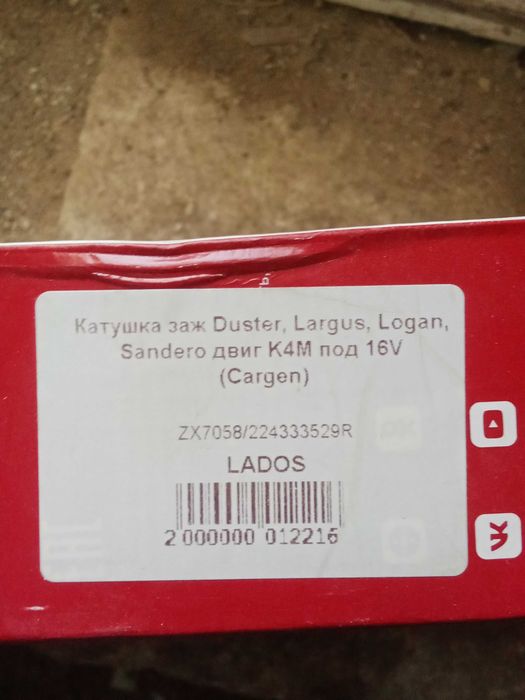 Катушка заж Duster, Largus, Logan,
Sandero двиг K4M под 16V
(Cargen)
ZX7058/224333529R
LADOS
2 000000 012216